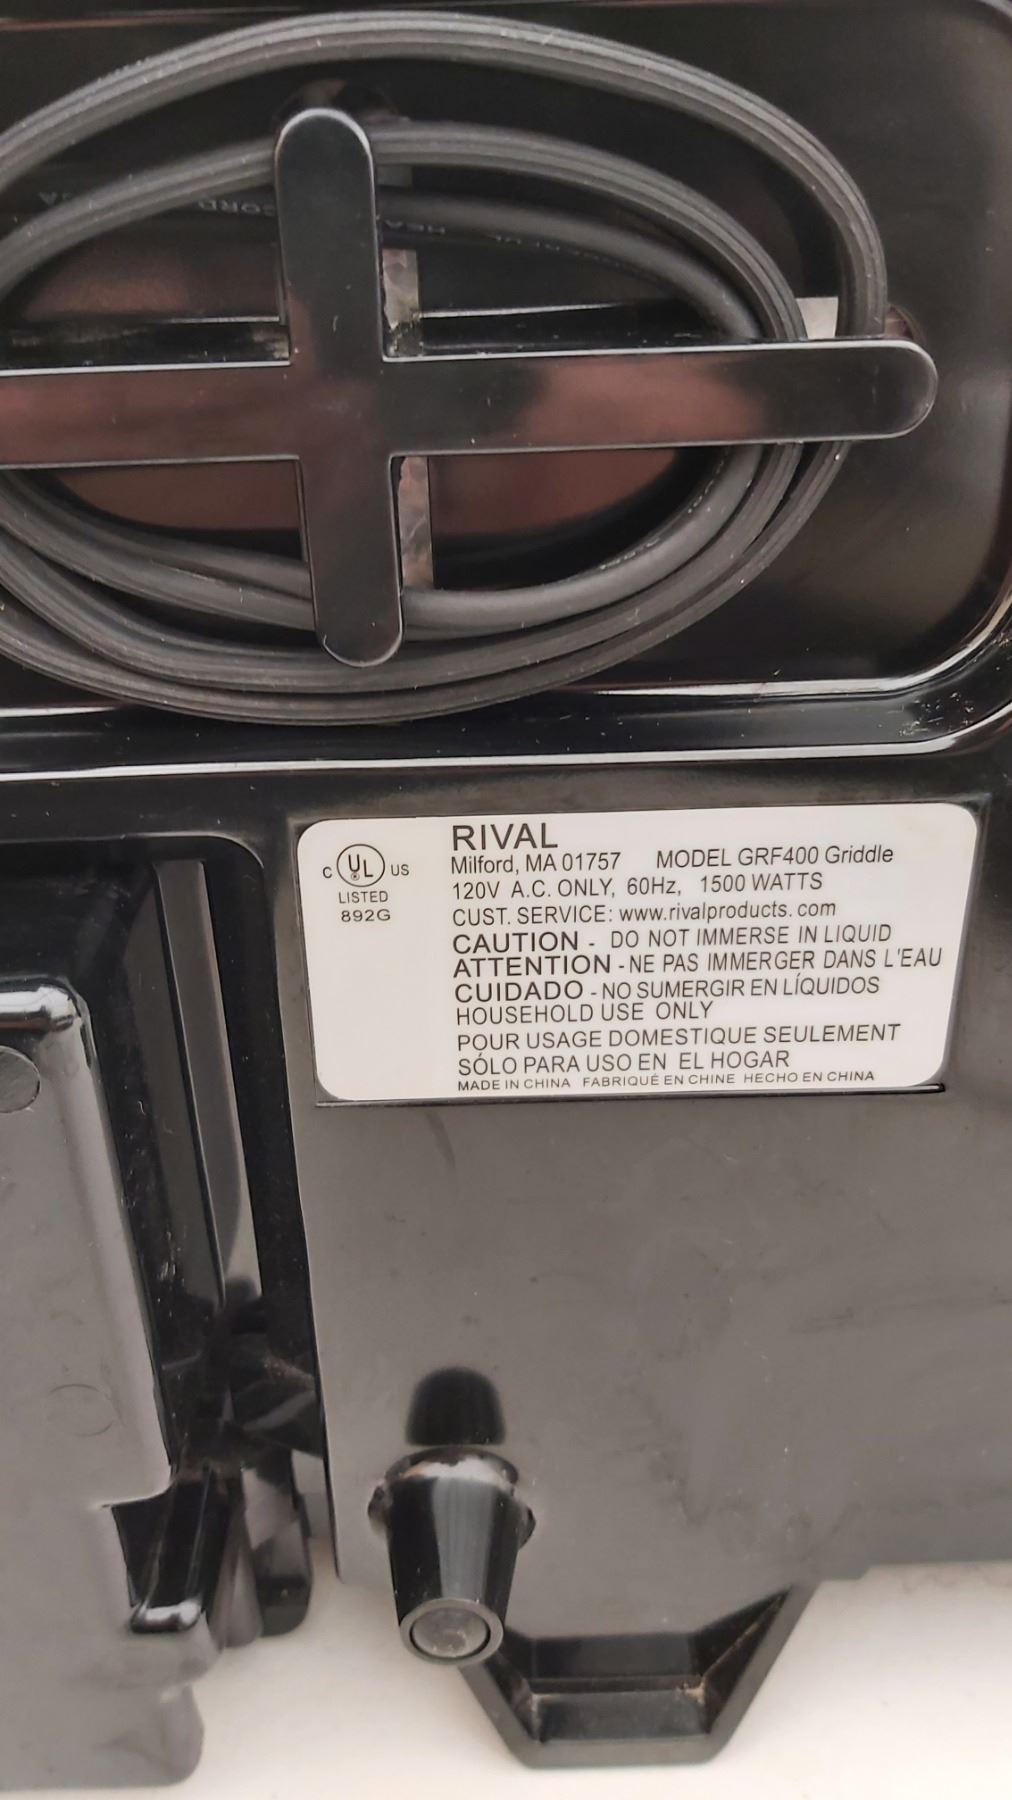 CORD
HEA
RIVAL
Milford, MA 01757 MODEL GRF400 Griddle
120V A.C. ONLY, 60Hz, 1500 WATTS
CUST. SERVICE: www.rivalproducts.com
CAUTION - DO NOT IMMERSE IN LIQUID
ATTENTION - NE PAS IMMERGER DANS L'EAU
CUIDADO - NO SUMERGIR EN LÍQUIDOS
HOUSEHOLD USE ONLY
POUR USAGE DOMESTIQUE SEULEMENT
SÓLO PARA USO EN EL HOGAR
MADE IN CHINA FABRIQUÉ EN CHINE HECHO EN CHINA
C UL ® US
LISTED
892G